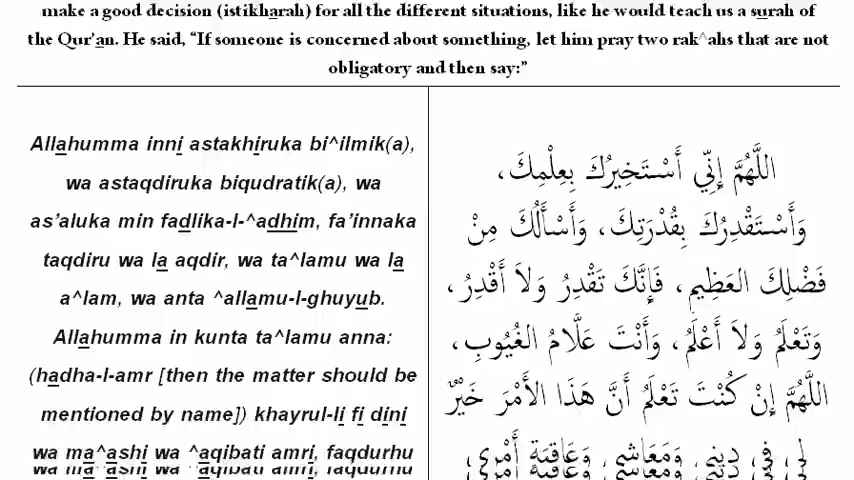 make a good decision (istikharah) for all the different situations, like he would teach us a surah of
the Qur'an. He said, “If someone is concerned about something, let him pray two rak^ahs that are not
obligatory and then say:”
Allahumma inni astakhiruka bi^ilmik(a),
wa astaqdiruka biqudratik(a), wa
as’aluka min fadlika-l-^adhim, fa’innaka
taqdiru wa la aqdir, wa ta^lamu wa la
a^lam, wa anta ^allamu-l-ghuyub.
Allahumma in kunta ta^lamu anna:
(hadha-l-amr [then the matter should be
mentioned by name]) khayrul-li fi dini
wa ma^ashi wa ^aqibati amri, faqdurhu
اللَّهُمَّ إِنِّي أَسْتَخِيرُكَ بِعِلْمِكَ،
وَأَسْتَقْدِرُكَ بِقُدْرَتِكَ، وَأَسْأَلُكَ مِنْ
فَضْلِكَ العَظِيمِ، فَإِنَّكَ تَقْدِرُ وَلاَ أَقْدِرُ،
وَتَعْلَمُ وَلاَ أَعْلَمُ، وَأَنْتَ عَلَّامُ الغُيُوبِ،
اللَّهُمَّ إِنْ كُنْتَ تَعْلَمُ أَنَّ هَذَا الأَمْرَ خَيْرٌ
لِي فِي دِينِي وَمَعَاشِي وَعَاقِبَةِ أَمْرِي